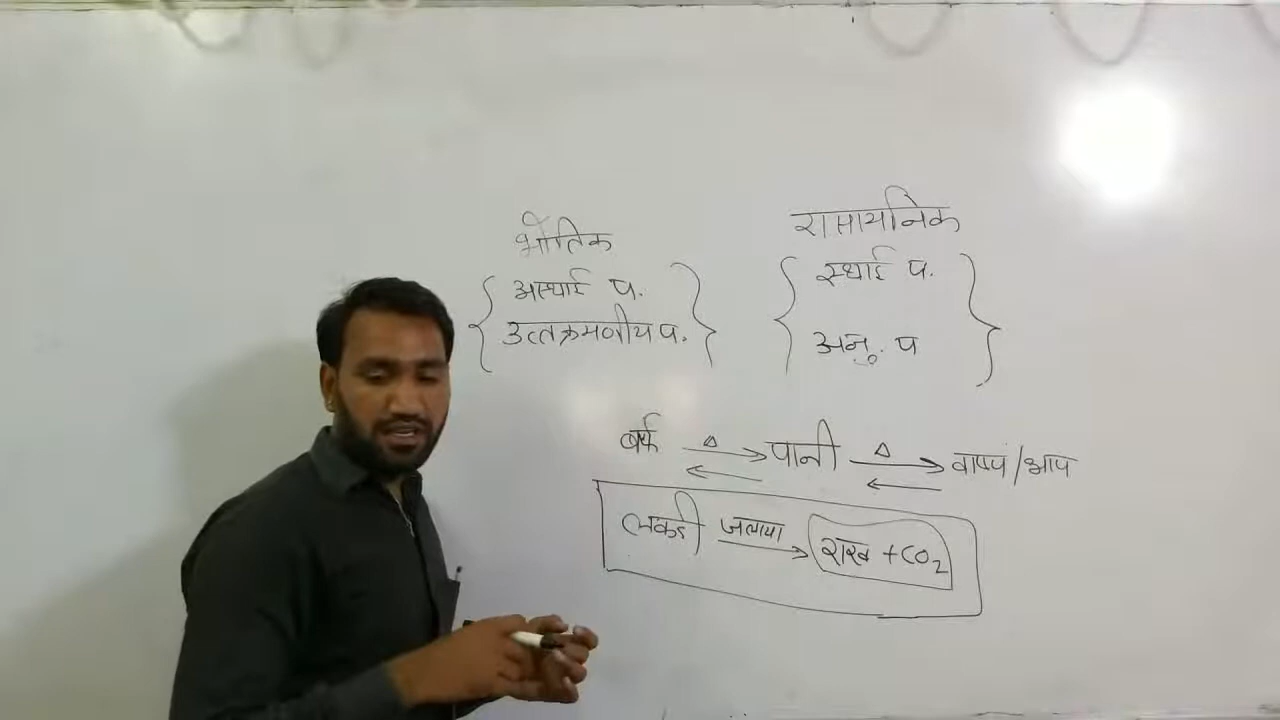 भौतिक
अस्थाई प.
उत्क्रमणीय प.
रासायनिक
स्थाई प.
अनु. प
बर्फ △→ ← पानी △→ ← वाष्प/भाप
लकडी जलाया → राख + CO₂